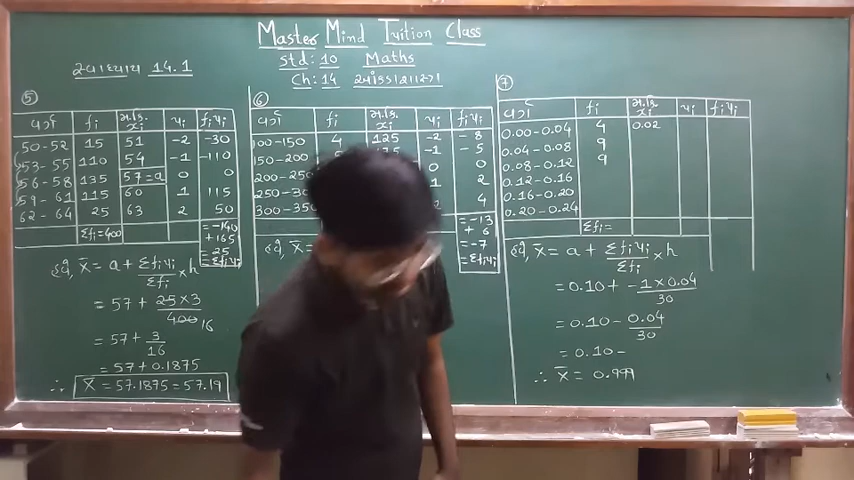 Master Mind Tuition Class
std: 10 Maths
સ્વાધ્યાય 14.1
Ch: 14 આંકડાશાસ્ત્ર
5
વર્ગ fi મ.કિ. xi ui fiui
50-52 15 51 -2 -30
53-55 110 54 -1 -110
56-58 135 57=a 0 0
59-61 115 60 1 115
62-64 25 63 2 50
Σfi=400 = -140
+165
= 25
= Σfiui
હવે, x̄ = a + Σfiui/Σfi × h
= 57 + 25×3/400 16
= 57 + 3/16
= 57 + 0.1875
∴ x̄ = 57.1875 = 57.19
6
વર્ગ fi મ.કિ. xi ui fiui
100-150 4 125 -2 -8
150-200 -1 -5
200-250 0 0
250-30 1 2
300-350 4
= -13
+ 6
= -7
= Σfiui
હવે, x̄
7
વર્ગ fi મ.કિ. xi ui fiui
0.00-0.04 4 0.02
0.04-0.08 9
0.08-0.12 9
0.12-0.16
0.16-0.20
0.20-0.24
Σfi=
હવે, x̄ = a + Σfiui/Σfi × h
= 0.10 + -1×0.04/30
= 0.10 - 0.04/30
= 0.10 -
∴ x̄ = 0.999